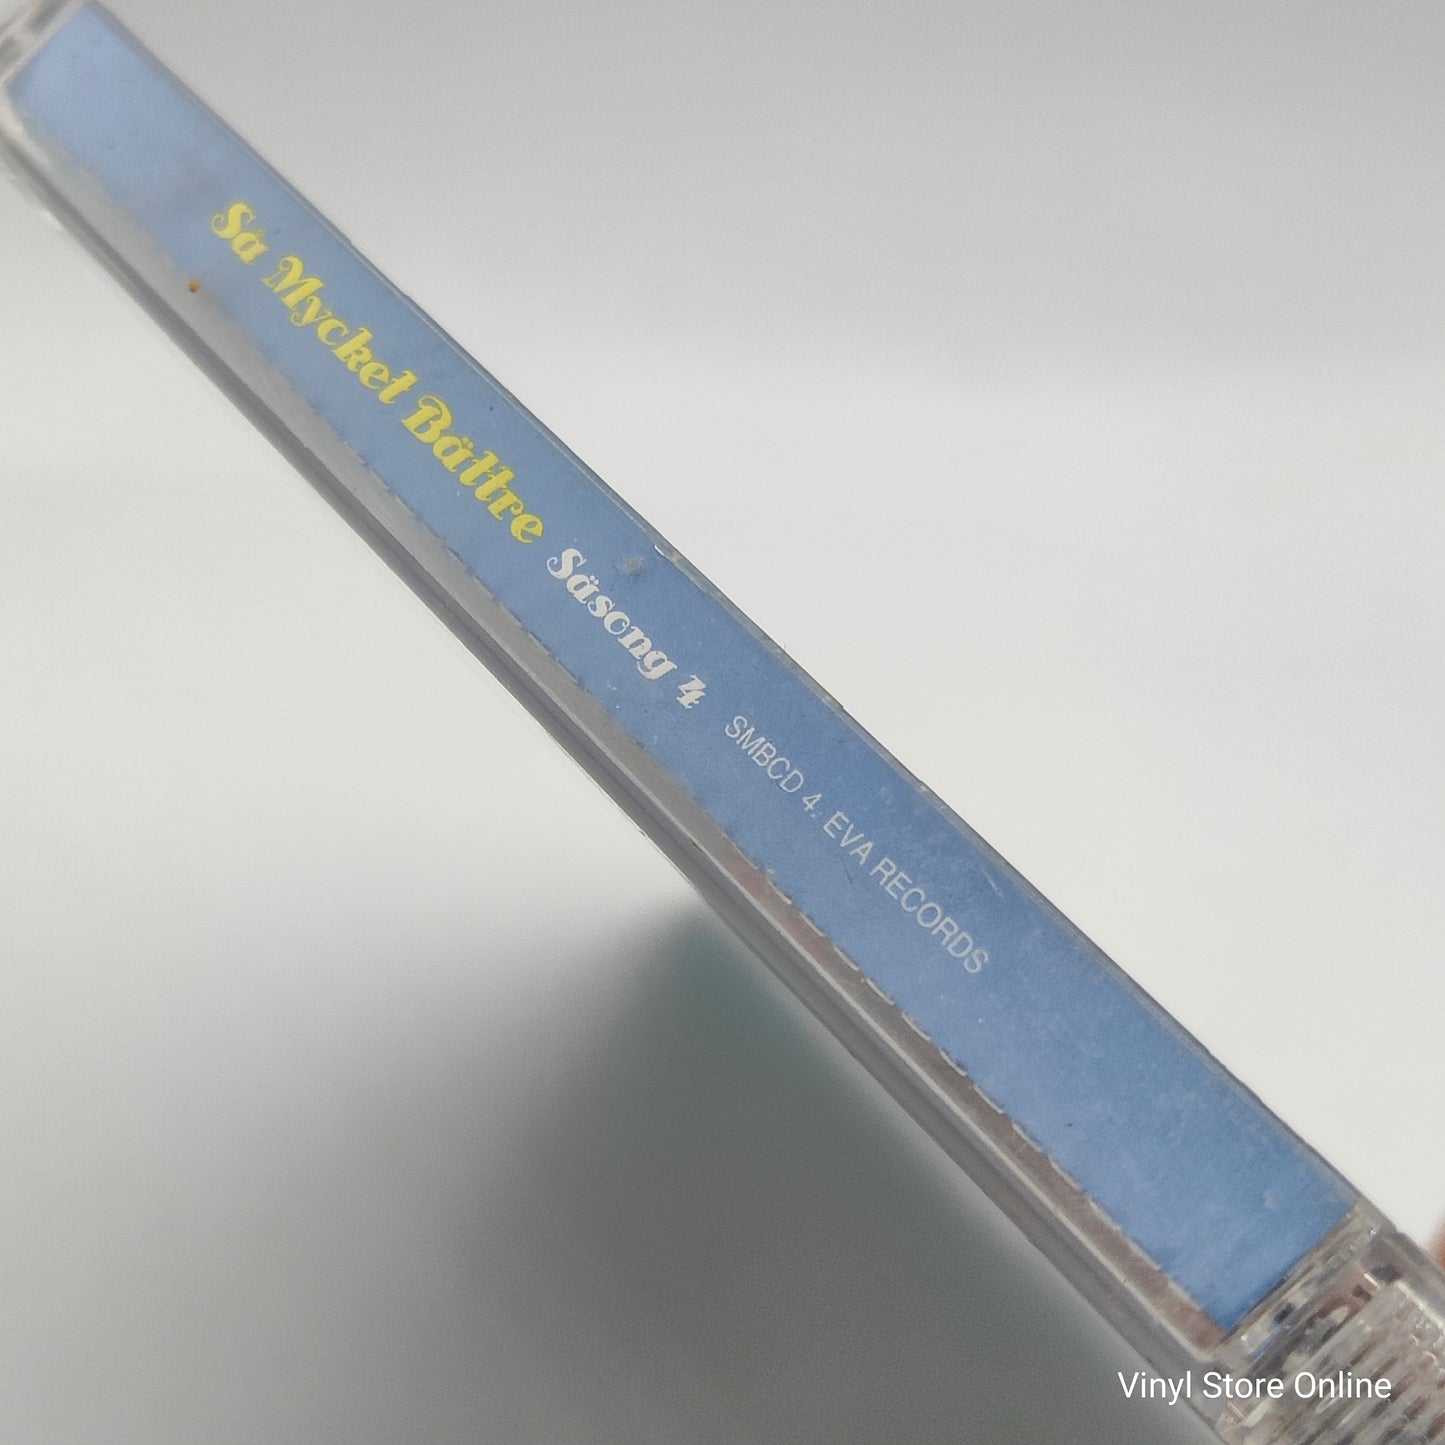 Så Mycket Bättre Säsong 4 SMBCD 4. EVA RECORDS
Vinyl Store Online